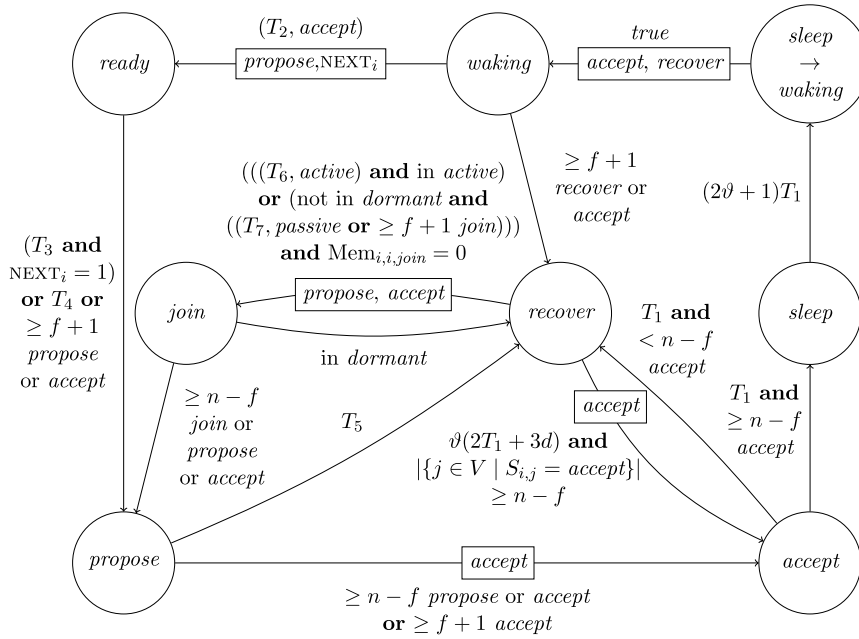 (T₂, accept)
propose,NEXTᵢ
ready
waking
true
accept, recover
sleep
→
waking
(((T₆, active) and in active)
or (not in dormant and
((T₇, passive or ≥ f + 1 join)))
and Memᵢ,ᵢ,join = 0
≥ f + 1
recover or
accept
(2ϑ + 1)T₁
(T₃ and
NEXTᵢ = 1)
or T₄ or
≥ f + 1
propose
or accept
join
propose, accept
recover
in dormant
T₁ and
< n − f
accept
sleep
≥ n − f
join or
propose
or accept
T₅
accept
ϑ(2T₁ + 3d) and
|{j ∈ V | Sᵢ,ⱼ = accept}|
≥ n − f
T₁ and
≥ n − f
accept
propose
accept
≥ n − f propose or accept
or ≥ f + 1 accept
accept